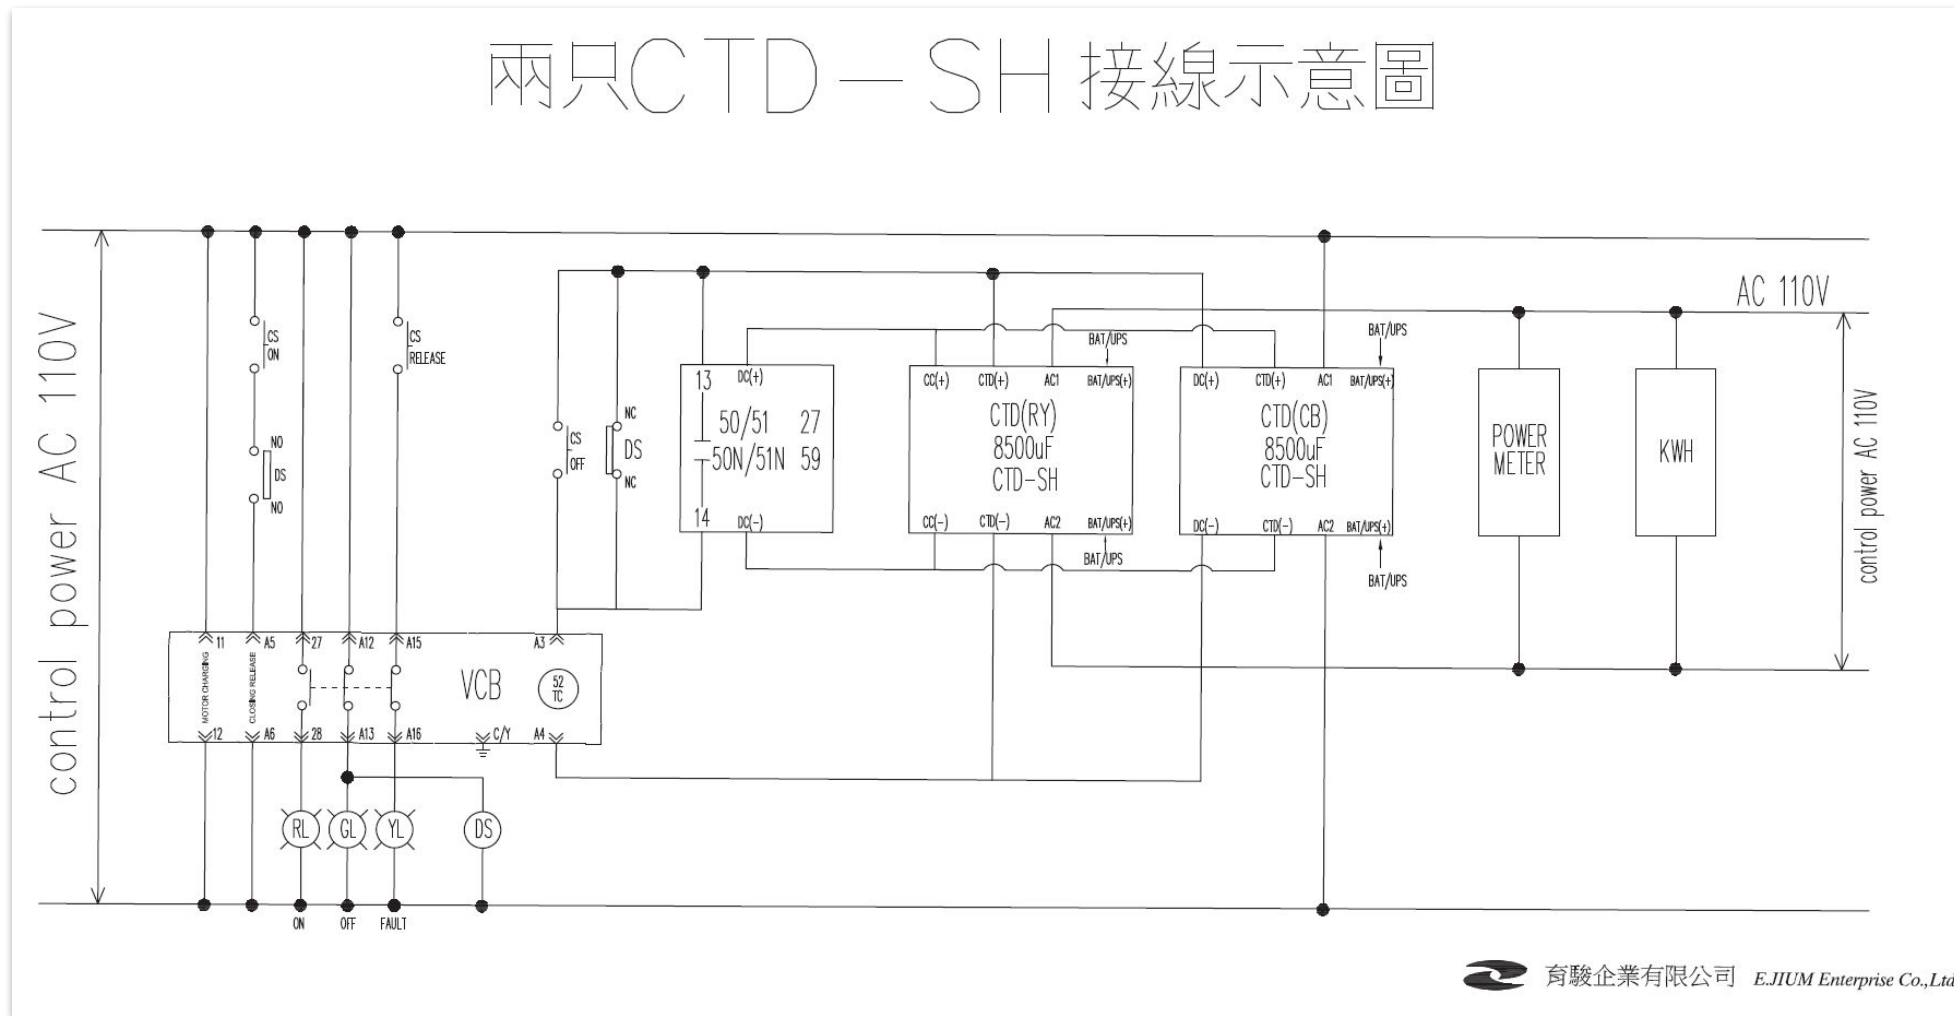 兩只CTD-SH 接線示意圖
control power AC 110V
CS
ON
NO
DS
NO
CS
RELEASE
11
A5
27
A12
A15
A3
MOTOR CHARGING
CLOSING RELEASE
VCB
52
TC
12
A6
28
A13
A16
C/Y
A4
RL
GL
YL
DS
ON
OFF
FAULT
CS
OFF
NC
DS
NC
13
DC(+)
50/51 27
50N/51N 59
14
DC(-)
BAT/UPS
CC(+)
CTD(+)
AC1
BAT/UPS(+)
CTD(RY)
8500uF
CTD-SH
CC(-)
CTD(-)
AC2
BAT/UPS(+)
BAT/UPS
BAT/UPS
DC(+)
CTD(+)
AC1
BAT/UPS(+)
CTD(CB)
8500uF
CTD-SH
DC(-)
CTD(-)
AC2
BAT/UPS(+)
BAT/UPS
POWER
METER
KWH
AC 110V
control power AC 110V
育駿企業有限公司 E.JIUM Enterprise Co.,Ltd